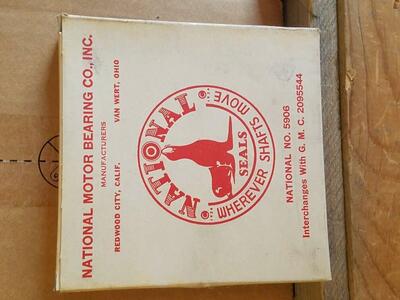 NATIONAL MOTOR BEARING CO., INC.
MANUFACTURERS
REDWOOD CITY, CALIF. VAN WERT, OHIO
NATIONAL
SEALS
WHEREVER SHAFTS MOVE
NATIONAL NO. 5906
Interchanges With G. M. C. 2095544